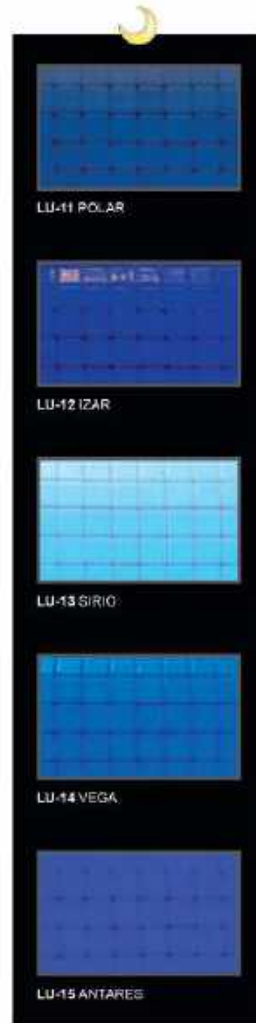 LU-11 POLAR
LU-12 IZAR
LU-13 SIRIO
LU-14 VEGA
LU-15 ANTARES